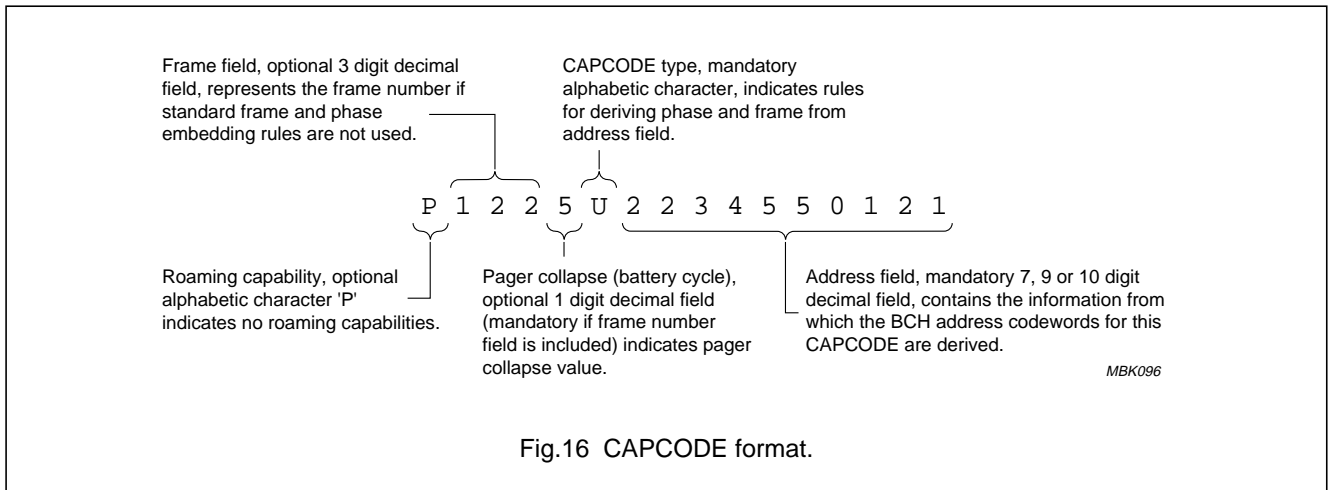 Frame field, optional 3 digit decimal
field, represents the frame number if
standard frame and phase
embedding rules are not used.
CAPCODE type, mandatory
alphabetic character, indicates rules
for deriving phase and frame from
address field.
P 1 2 2 5 U 2 2 3 4 5 5 0 1 2 1
Roaming capability, optional
alphabetic character 'P'
indicates no roaming capabilities.
Pager collapse (battery cycle),
optional 1 digit decimal field
(mandatory if frame number
field is included) indicates pager
collapse value.
Address field, mandatory 7, 9 or 10 digit
decimal field, contains the information from
which the BCH address codewords for this
CAPCODE are derived.
MBK096
Fig.16 CAPCODE format.